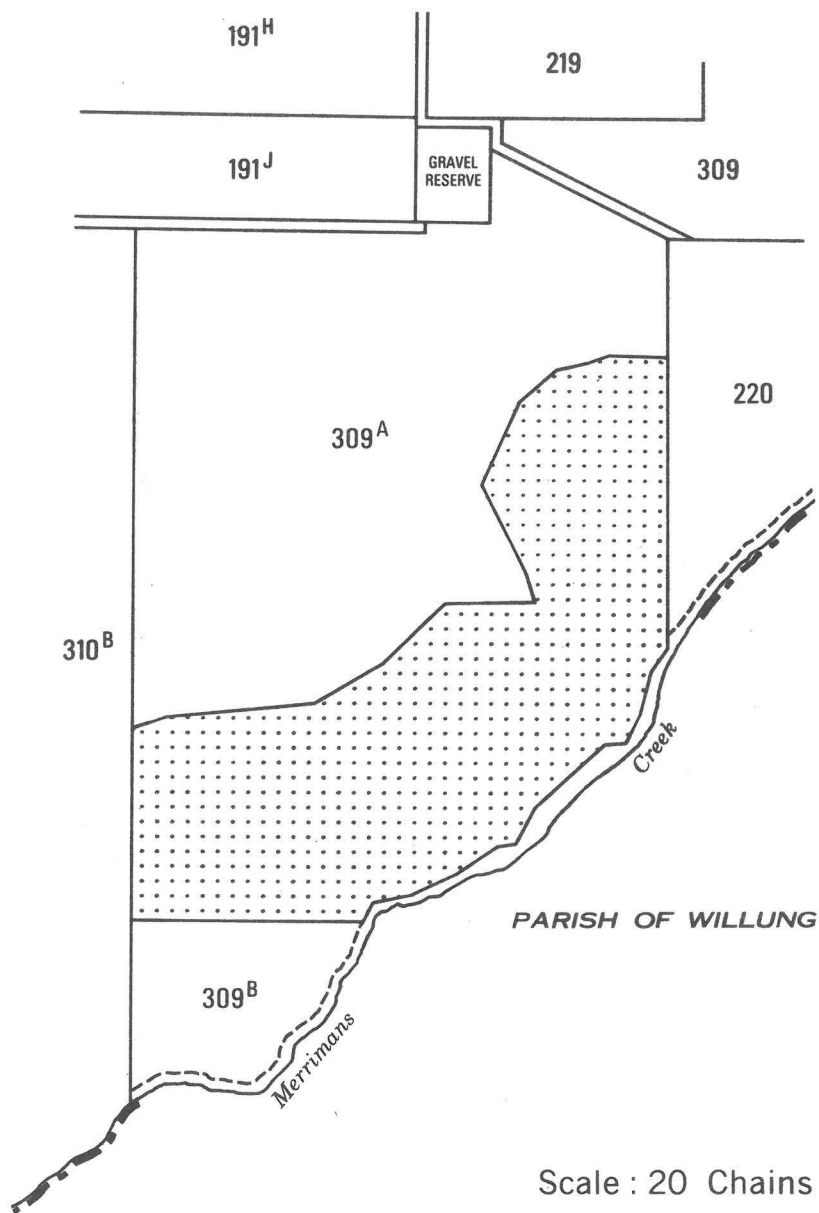 191H
219
191J
GRAVEL
RESERVE
309
309A
220
310B
Creek
PARISH OF WILLUNG
309B
Merrimans
Scale : 20 Chains